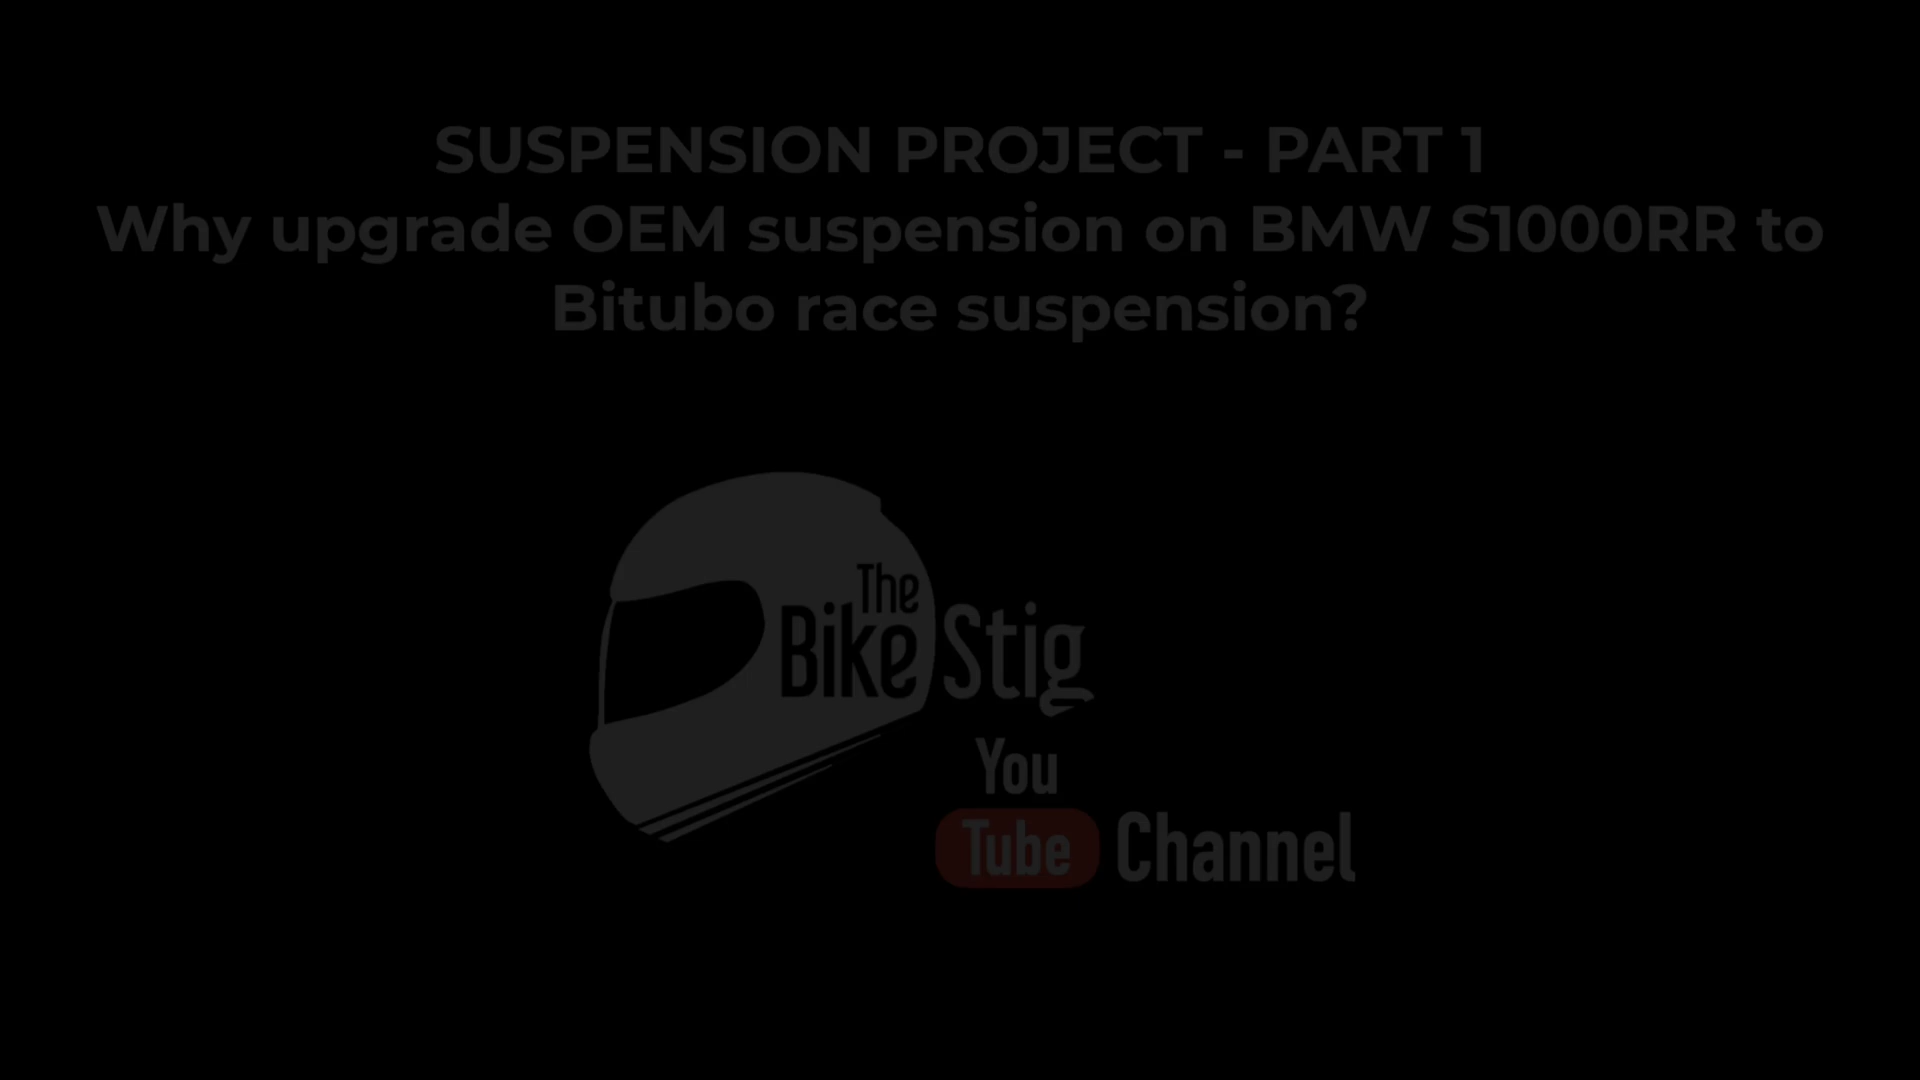 SUSPENSION PROJECT - PART 1
Why upgrade OEM suspension on BMW S1000RR to
Bitubo race suspension?
The
Bike Stig
You
Tube Channel